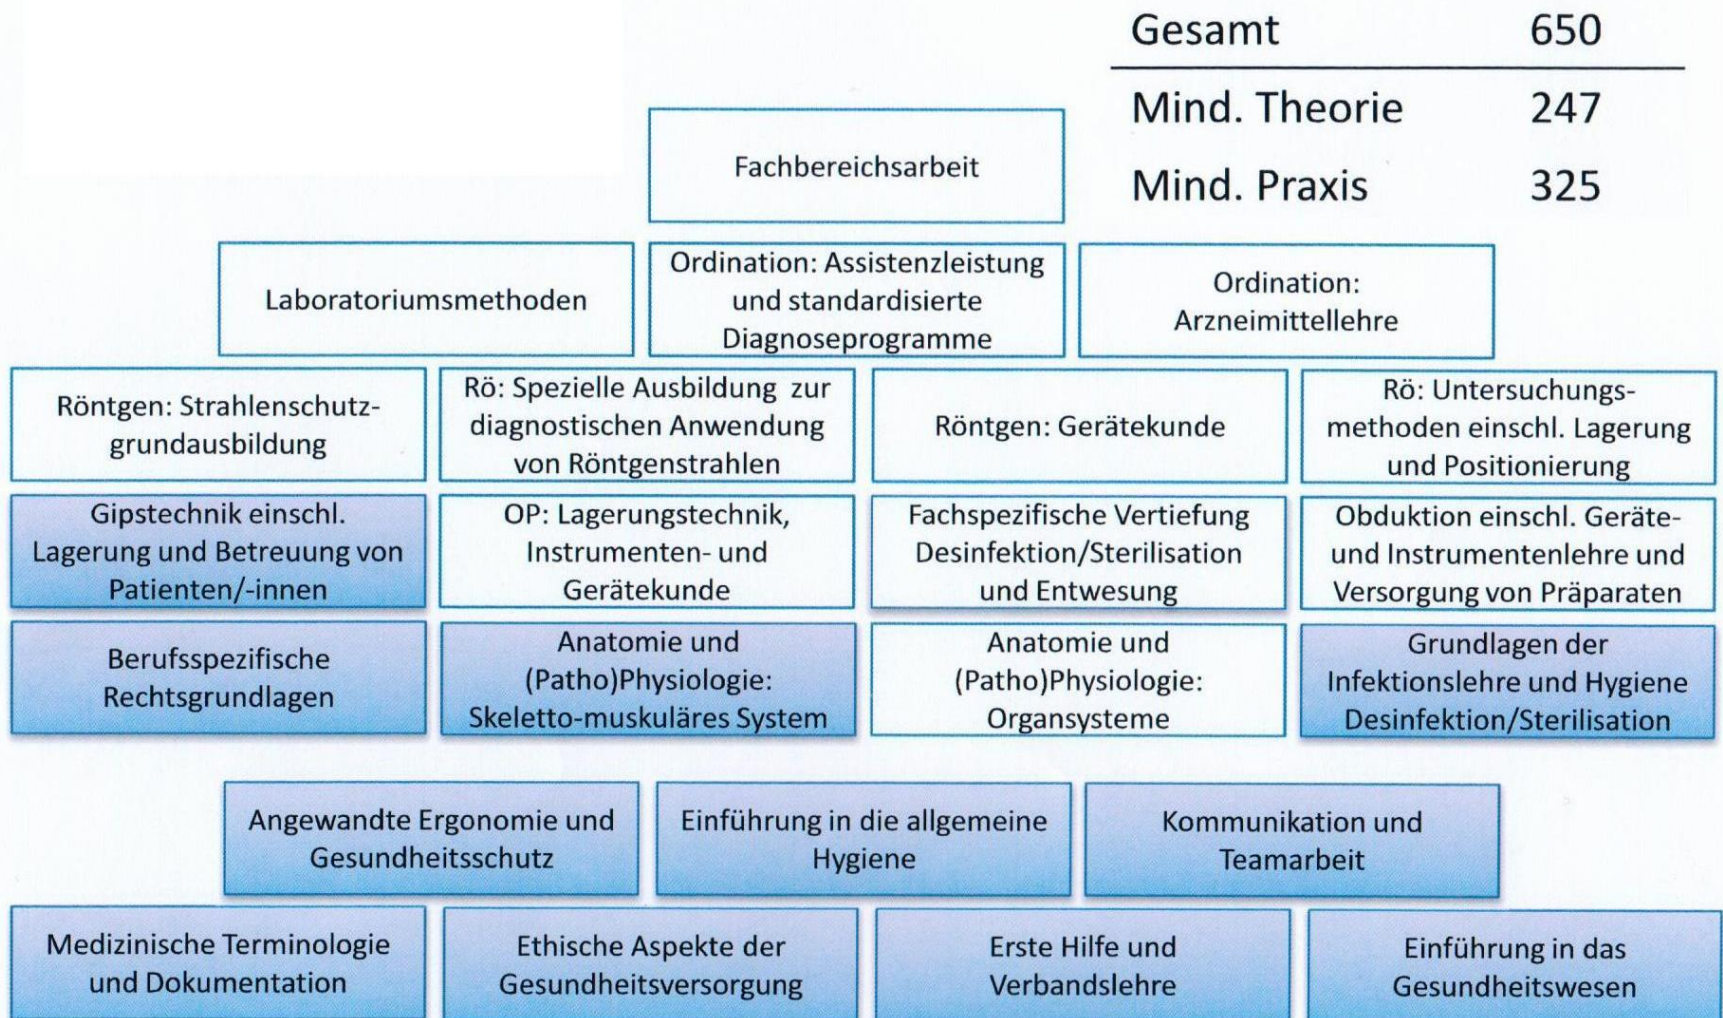 Gesamt 650
Mind. Theorie 247
Mind. Praxis 325
Fachbereichsarbeit
Laboratoriumsmethoden
Ordination: Assistenzleistung
und standardisierte
Diagnoseprogramme
Ordination:
Arzneimittellehre
Röntgen: Strahlenschutz-
grundausbildung
Rö: Spezielle Ausbildung zur
diagnostischen Anwendung
von Röntgenstrahlen
Röntgen: Gerätekunde
Rö: Untersuchungs-
methoden einschl. Lagerung
und Positionierung
Gipstechnik einschl.
Lagerung und Betreuung von
Patienten/-innen
OP: Lagerungstechnik,
Instrumenten- und
Gerätekunde
Fachspezifische Vertiefung
Desinfektion/Sterilisation
und Entwesung
Obduktion einschl. Geräte-
und Instrumentenlehre und
Versorgung von Präparaten
Berufsspezifische
Rechtsgrundlagen
Anatomie und
(Patho)Physiologie:
Skeletto-muskuläres System
Anatomie und
(Patho)Physiologie:
Organsysteme
Grundlagen der
Infektionslehre und Hygiene
Desinfektion/Sterilisation
Angewandte Ergonomie und
Gesundheitsschutz
Einführung in die allgemeine
Hygiene
Kommunikation und
Teamarbeit
Medizinische Terminologie
und Dokumentation
Ethische Aspekte der
Gesundheitsversorgung
Erste Hilfe und
Verbandslehre
Einführung in das
Gesundheitswesen